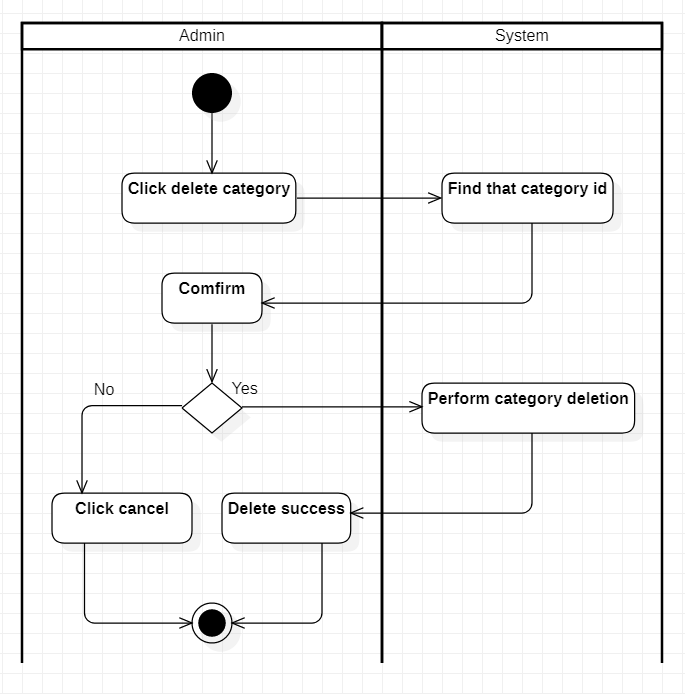 Admin
System
Click delete category
Find that category id
Comfirm
No
Yes
Perform category deletion
Click cancel
Delete success